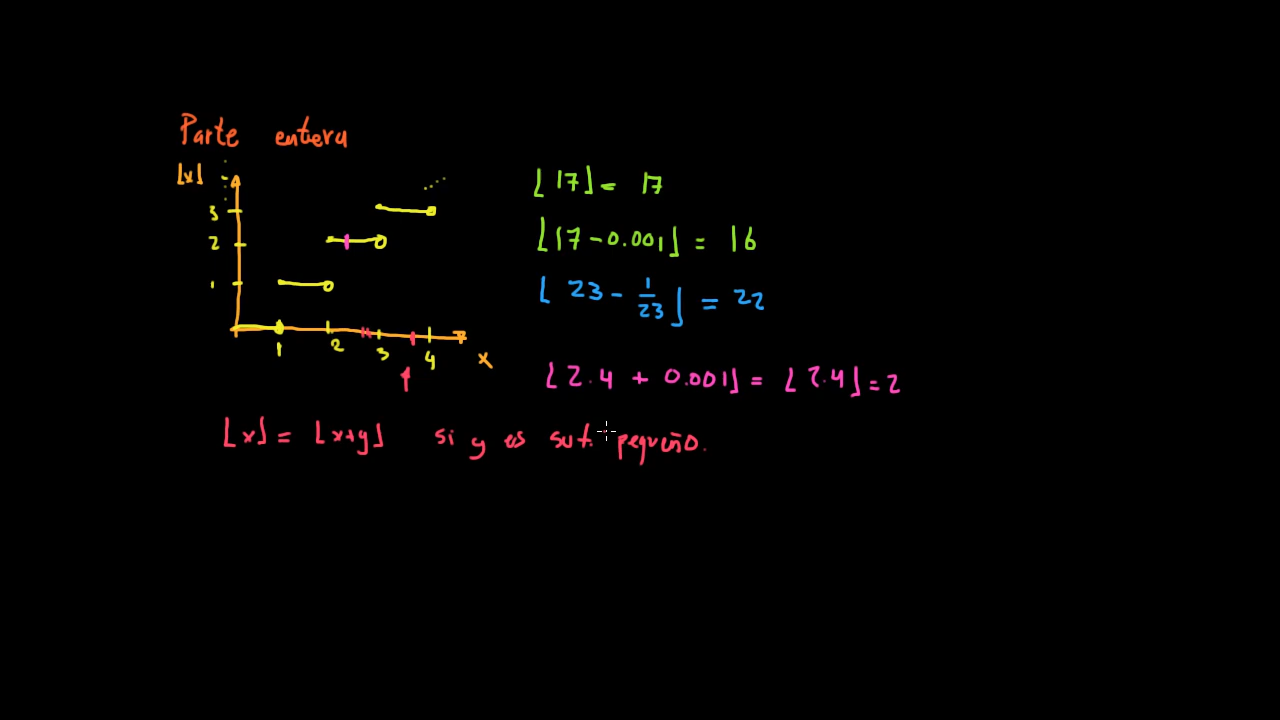 Parte entera
⌊x⌋
3
2
1
1 2 3 4
x
⌊17⌋ = 17
⌊17 - 0.001⌋ = 16
⌊23 - 1/23⌋ = 22
⌊2.4 + 0.001⌋ = ⌊2.4⌋ = 2
⌊x⌋ = ⌊x+y⌋ si y es suf. pequeño.